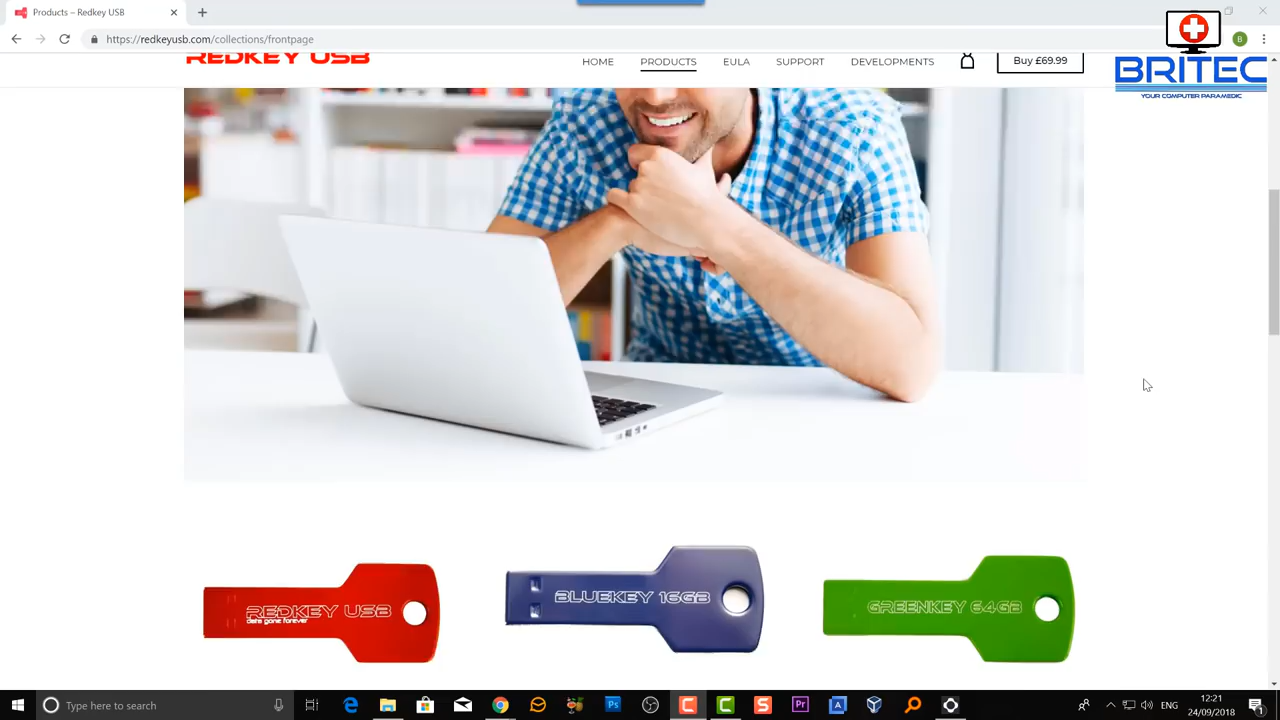 Products – Redkey USB
https://redkeyusb.com/collections/frontpage
REDKEY USB
HOME PRODUCTS EULA SUPPORT DEVELOPMENTS Buy £69.99
BRITEC
YOUR COMPUTER PARAMEDIC
B
REDKEY USB
data gone forever
BLUEKEY 16GB
GREENKEY 64GB
Type here to search
ENG
12:21
24/09/2018